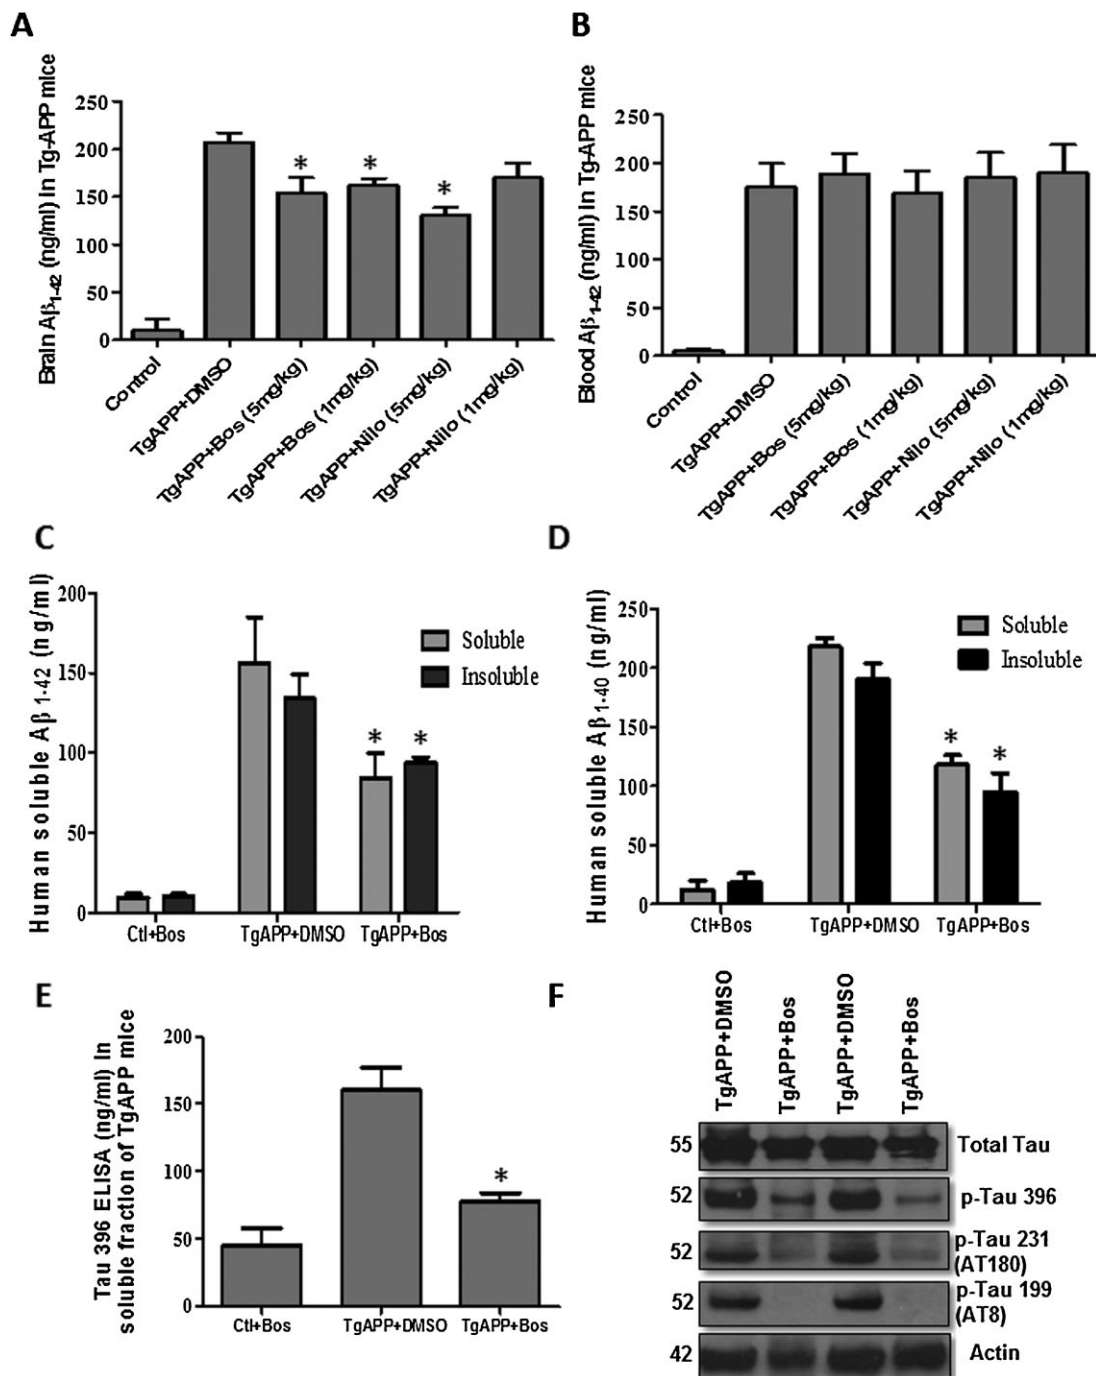 A
Brain Aβ1-42 (ng/ml) in Tg-APP mice
250
200
150
100
50
0
*
*
*
Control
TgAPP+DMSO
TgAPP+Bos (5mg/kg)
TgAPP+Bos (1mg/kg)
TgAPP+Nilo (5mg/kg)
TgAPP+Nilo (1mg/kg)
B
Blood Aβ1-42 (ng/ml) in Tg-APP mice
250
200
150
100
50
0
Control
TgAPP+DMSO
TgAPP+Bos (5mg/kg)
TgAPP+Bos (1mg/kg)
TgAPP+Nilo (5mg/kg)
TgAPP+Nilo (1mg/kg)
C
Human soluble Aβ 1-42 (ng/ml)
200
150
100
50
0
Soluble
Insoluble
*
*
Ctl+Bos
TgAPP+DMSO
TgAPP+Bos
D
Human soluble Aβ 1-40 (ng/ml)
250
200
150
100
50
0
Soluble
Insoluble
*
*
Ctl+Bos
TgAPP+DMSO
TgAPP+Bos
E
Tau 396 ELISA (ng/ml) in
soluble fraction of TgAPP mice
200
150
100
50
0
*
Ctl+Bos
TgAPP+DMSO
TgAPP+Bos
F
TgAPP+DMSO
TgAPP+Bos
TgAPP+DMSO
TgAPP+Bos
55 Total Tau
52 p-Tau 396
52 p-Tau 231
(AT180)
52 p-Tau 199
(AT8)
42 Actin